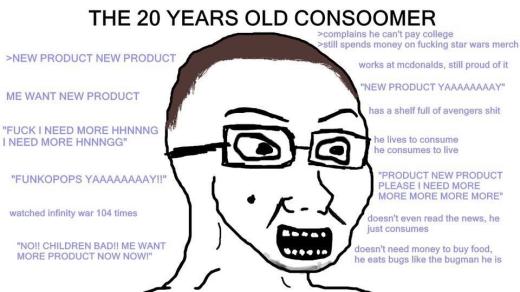 THE 20 YEARS OLD CONSOOMER
>complains he can't pay college
>still spends money on fucking star wars merch
>NEW PRODUCT NEW PRODUCT
works at mcdonalds, still proud of it
"NEW PRODUCT YAAAAAAAY"
ME WANT NEW PRODUCT
has a shelf full of avengers shit
"FUCK I NEED MORE HHNNNG
I NEED MORE HNNNGG"
he lives to consume
he consumes to live
"FUNKOPOPS YAAAAAAAY!!"
"PRODUCT NEW PRODUCT
PLEASE I NEED MORE
MORE MORE MORE MORE"
watched infinity war 104 times
doesn't even read the news, he
just consumes
"NO!! CHILDREN BAD!! ME WANT
MORE PRODUCT NOW NOW!"
doesn't need money to buy food,
he eats bugs like the bugman he is